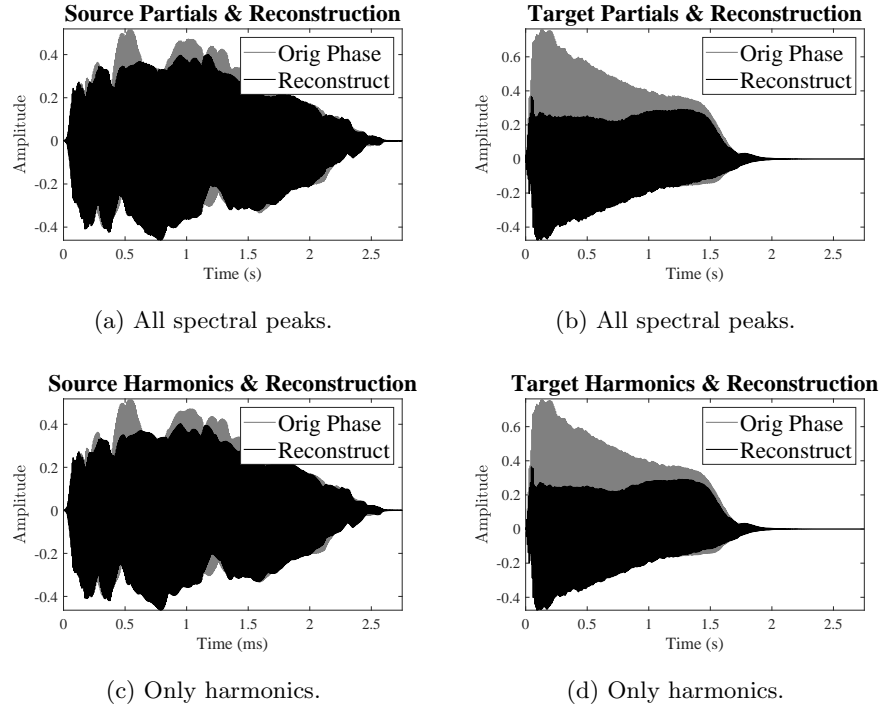 Source Partials & Reconstruction
Orig Phase
Reconstruct
Amplitude
0.4
0.2
0
-0.2
-0.4
0 0.5 1 1.5 2 2.5
Time (s)
(a) All spectral peaks.
Target Partials & Reconstruction
Orig Phase
Reconstruct
Amplitude
0.6
0.4
0.2
0
-0.2
-0.4
0 0.5 1 1.5 2 2.5
Time (s)
(b) All spectral peaks.
Source Harmonics & Reconstruction
Orig Phase
Reconstruct
Amplitude
0.4
0.2
0
-0.2
-0.4
0 0.5 1 1.5 2 2.5
Time (ms)
(c) Only harmonics.
Target Harmonics & Reconstruction
Orig Phase
Reconstruct
Amplitude
0.6
0.4
0.2
0
-0.2
-0.4
0 0.5 1 1.5 2 2.5
Time (s)
(d) Only harmonics.